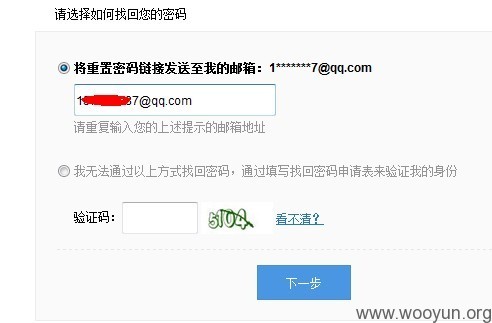 请选择如何找回您的密码
将重置密码链接发送至我的邮箱：1*******7@qq.com
37@qq.com
请重复输入您的上述提示的邮箱地址
我无法通过以上方式找回密码，通过填写找回密码申请表来验证我的身份
验证码： 看不清？
下一步
www.wooyun.org